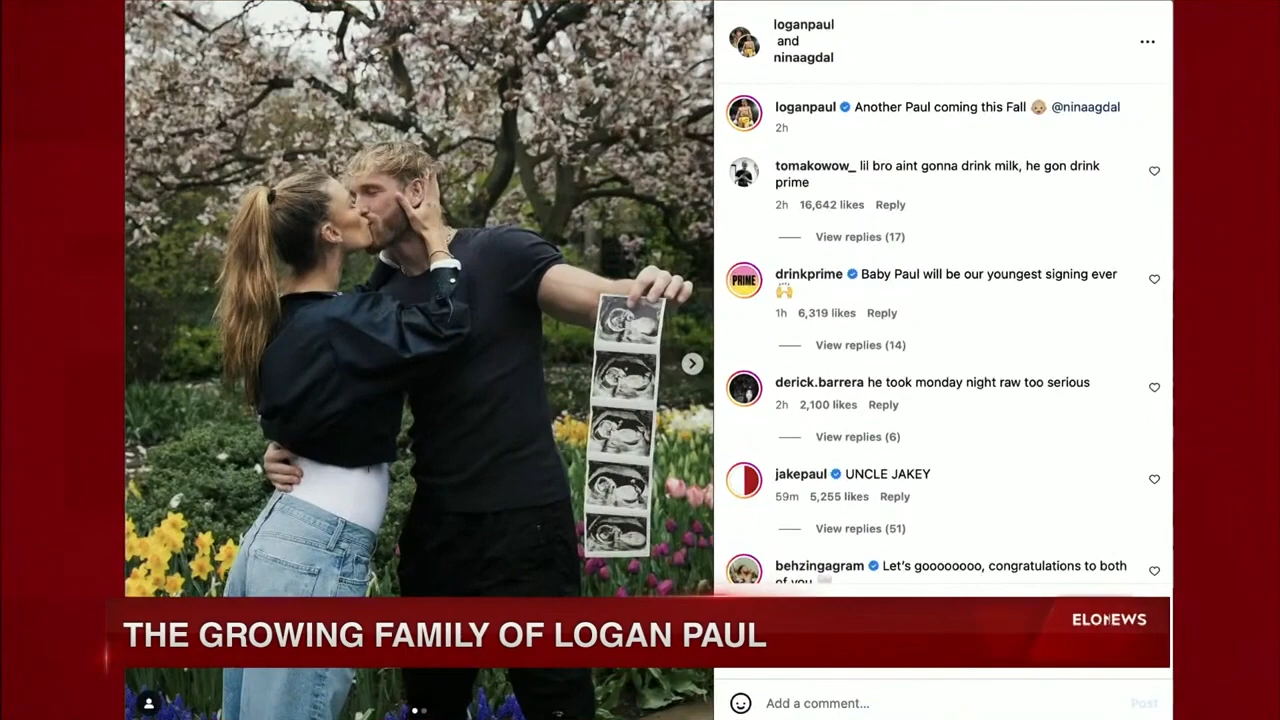 loganpaul
and
ninaagdal
loganpaul Another Paul coming this Fall 👶🏼 @ninaagdal
2h
tomakowow_ lil bro aint gonna drink milk, he gon drink
prime
2h 16,642 likes Reply
View replies (17)
PRIME
drinkprime Baby Paul will be our youngest signing ever
🙌
1h 6,319 likes Reply
View replies (14)
derick.barrera he took monday night raw too serious
2h 2,100 likes Reply
View replies (6)
jakepaul UNCLE JAKEY
59m 5,255 likes Reply
View replies (51)
behzingagram Let's goooooooo, congratulations to both
of you
THE GROWING FAMILY OF LOGAN PAUL
ELONEWS
Add a comment...
Post